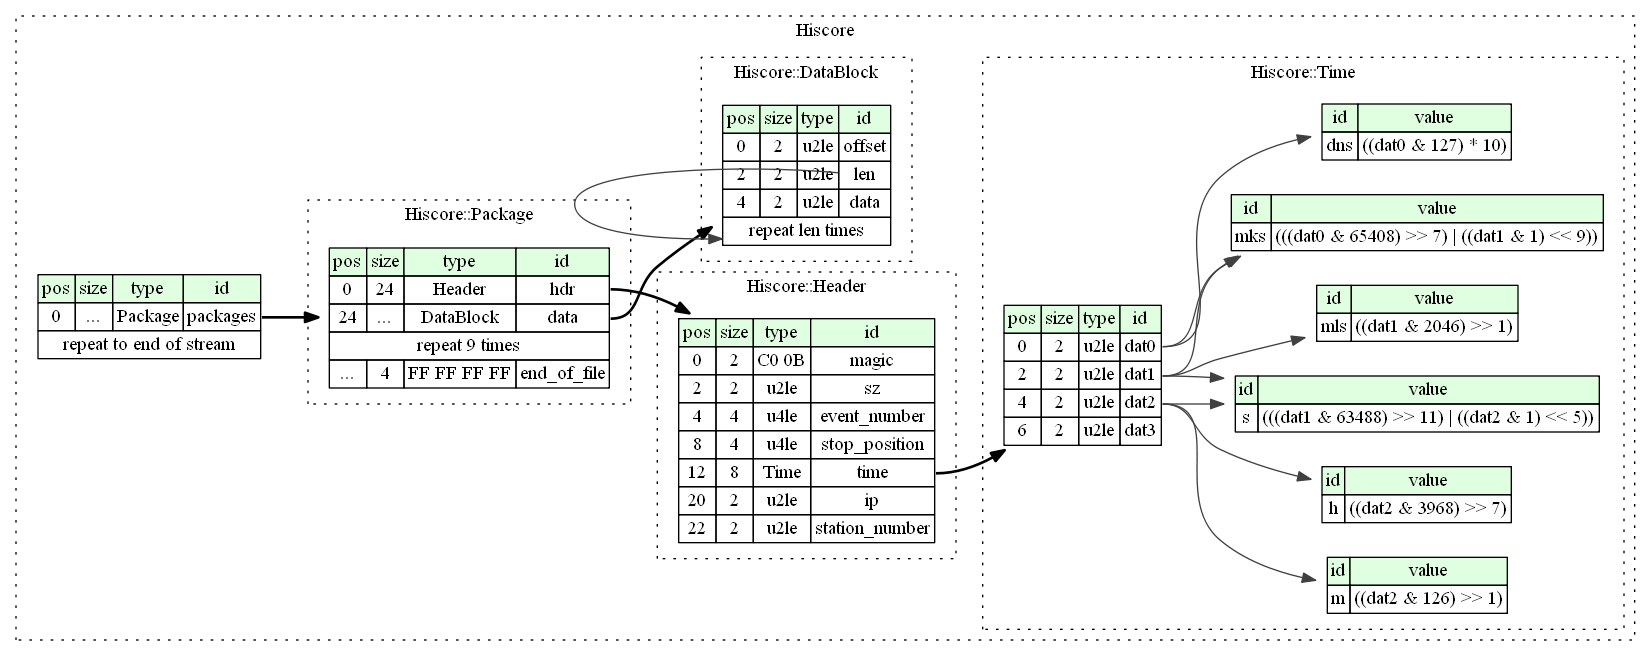 Hiscore
pos size type id
0 ... Package packages
repeat to end of stream
Hiscore::Package
pos size type id
0 24 Header hdr
24 ... DataBlock data
repeat 9 times
... 4 FF FF FF FF end_of_file
Hiscore::DataBlock
pos size type id
0 2 u2le offset
2 2 u2le len
4 2 u2le data
repeat len times
Hiscore::Header
pos size type id
0 2 C0 0B magic
2 2 u2le sz
4 4 u4le event_number
8 4 u4le stop_position
12 8 Time time
20 2 u2le ip
22 2 u2le station_number
Hiscore::Time
pos size type id
0 2 u2le dat0
2 2 u2le dat1
4 2 u2le dat2
6 2 u2le dat3
id value
dns ((dat0 & 127) * 10)
id value
mks (((dat0 & 65408) >> 7) | ((dat1 & 1) << 9))
id value
mls ((dat1 & 2046) >> 1)
id value
s (((dat1 & 63488) >> 11) | ((dat2 & 1) << 5))
id value
h ((dat2 & 3968) >> 7)
id value
m ((dat2 & 126) >> 1)